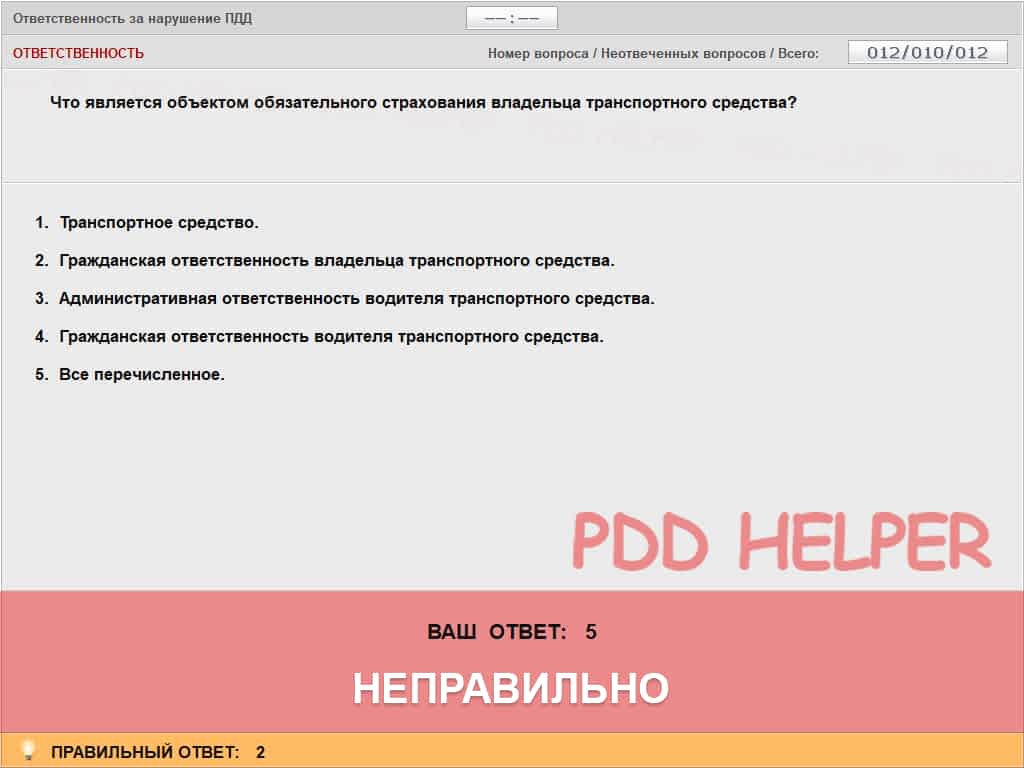 Ответственность за нарушение ПДД
–– : ––
ОТВЕТСТВЕННОСТЬ
Номер вопроса / Неотвеченных вопросов / Всего:
012/010/012
Что является объектом обязательного страхования владельца транспортного средства?
1. Транспортное средство.
2. Гражданская ответственность владельца транспортного средства.
3. Административная ответственность водителя транспортного средства.
4. Гражданская ответственность водителя транспортного средства.
5. Все перечисленное.
PDD HELPER
ВАШ ОТВЕТ: 5
НЕПРАВИЛЬНО
ПРАВИЛЬНЫЙ ОТВЕТ: 2